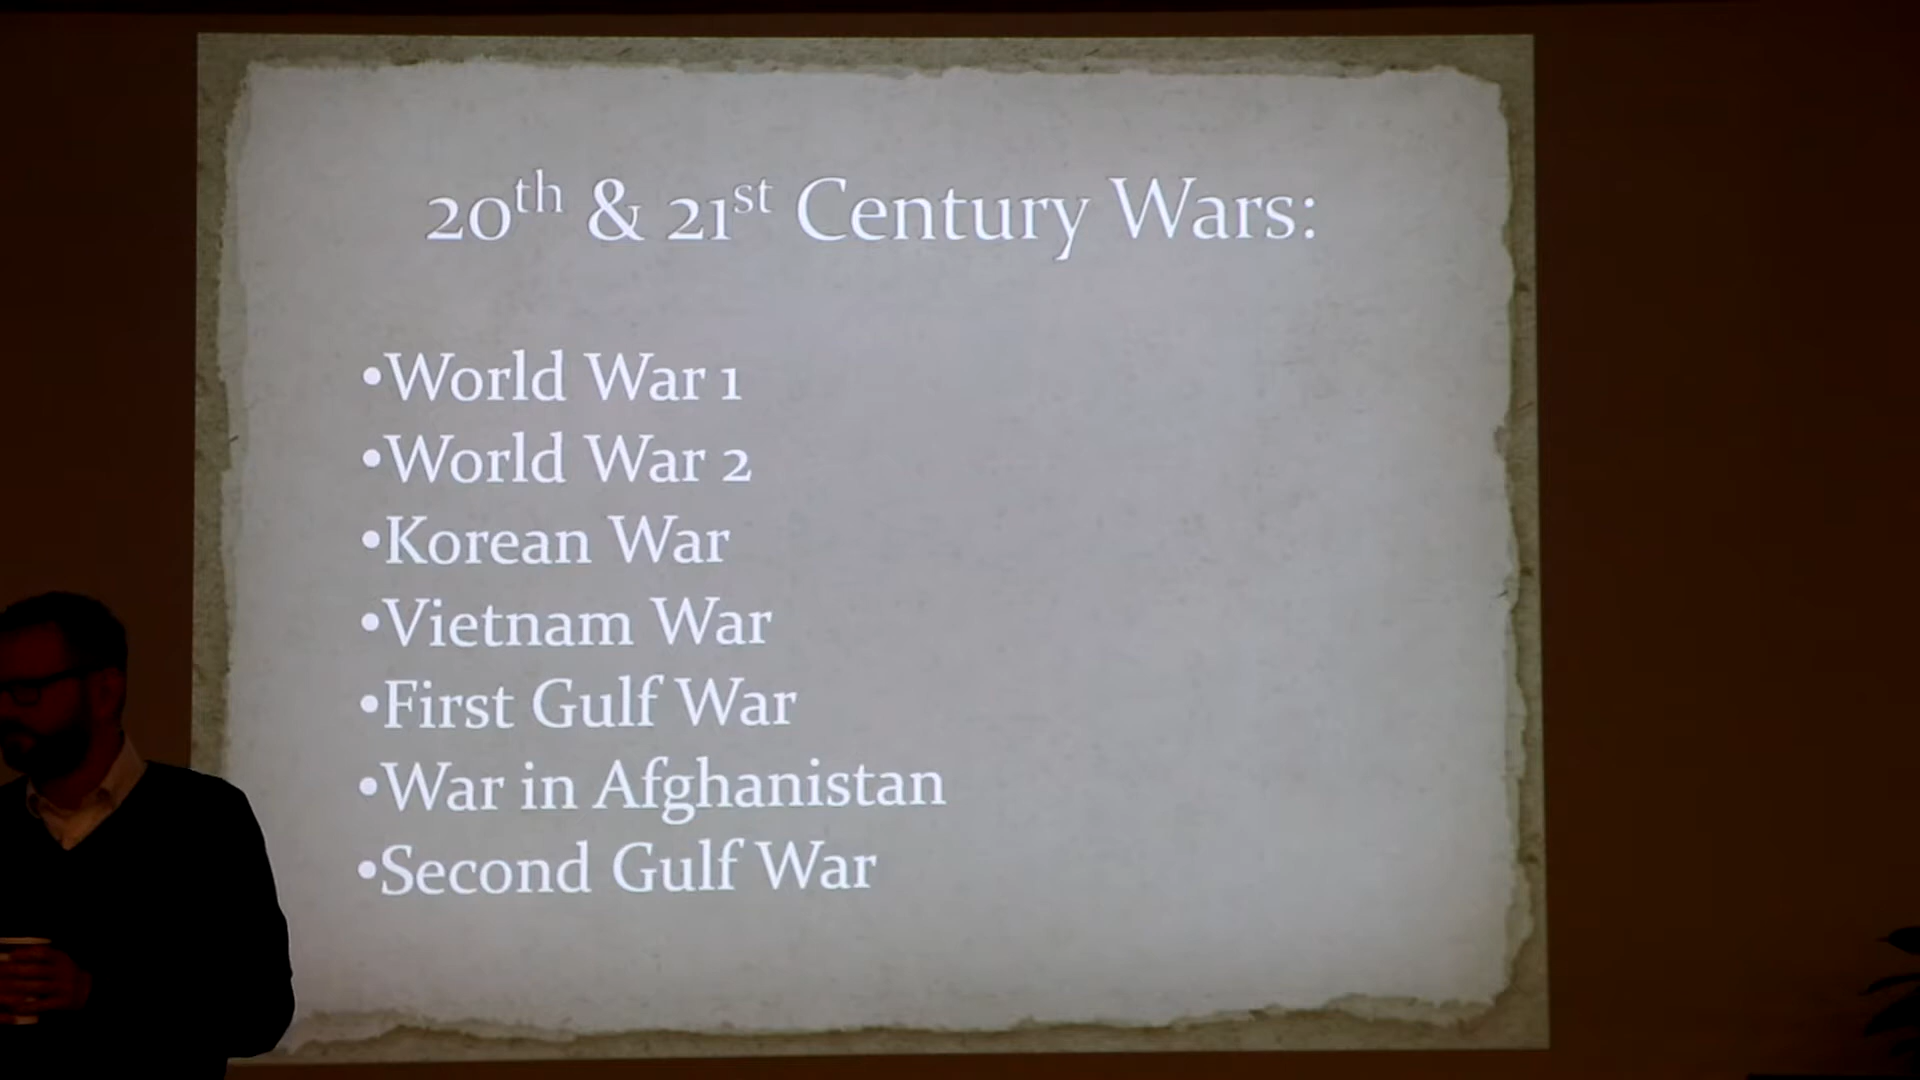 20th & 21st Century Wars:
•World War 1
•World War 2
•Korean War
•Vietnam War
•First Gulf War
•War in Afghanistan
•Second Gulf War